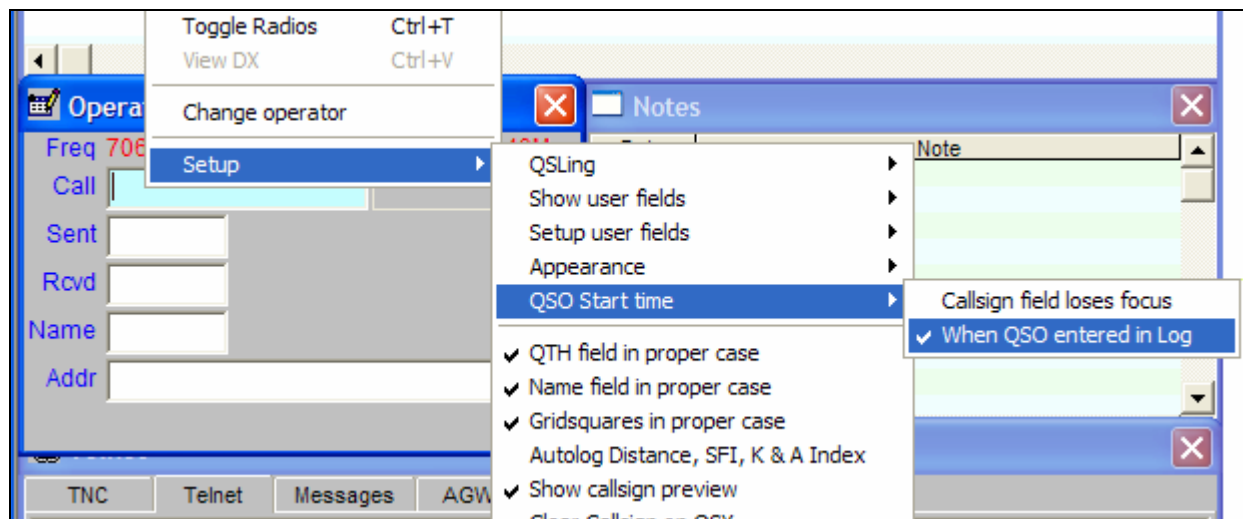 Toggle Radios Ctrl+T
View DX Ctrl+V
Change operator
Setup
Notes
Note
Freq 706
Call
Sent
Rcvd
Name
Addr
QSLing
Show user fields
Setup user fields
Appearance
QSO Start time
QTH field in proper case
Name field in proper case
Gridsquares in proper case
Autolog Distance, SFI, K & A Index
Show callsign preview
Callsign field loses focus
When QSO entered in Log
TNC Telnet Messages AGW